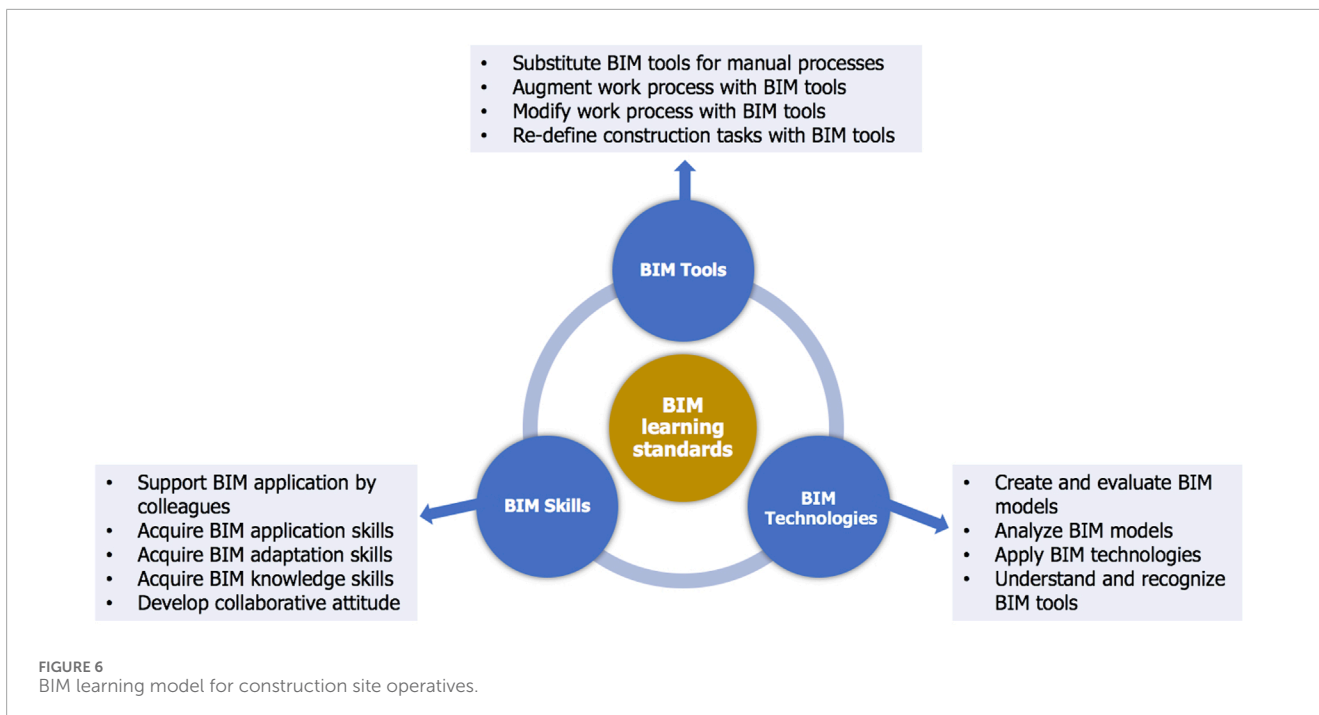 • Substitute BIM tools for manual processes
• Augment work process with BIM tools
• Modify work process with BIM tools
• Re-define construction tasks with BIM tools
BIM Tools
BIM
learning
standards
BIM Skills
BIM
Technologies
• Support BIM application by
colleagues
• Acquire BIM application skills
• Acquire BIM adaptation skills
• Acquire BIM knowledge skills
• Develop collaborative attitude
• Create and evaluate BIM
models
• Analyze BIM models
• Apply BIM technologies
• Understand and recognize
BIM tools
FIGURE 6
BIM learning model for construction site operatives.